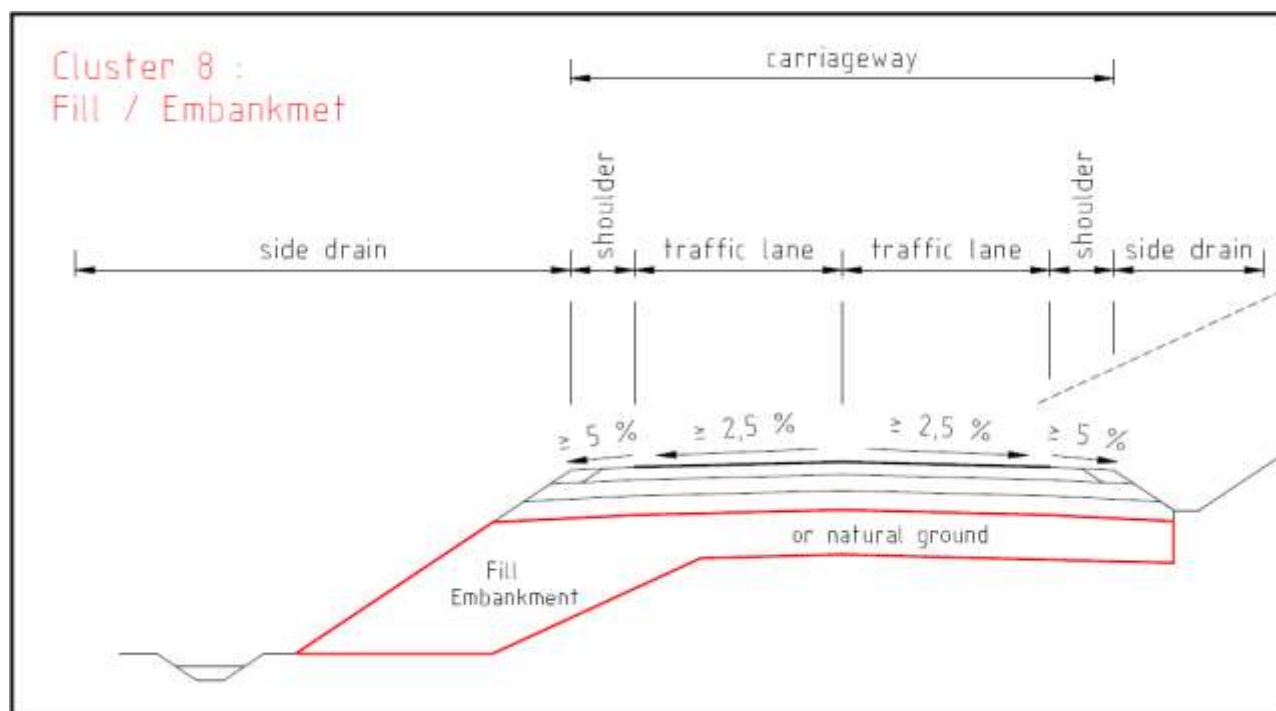 Cluster 8 :
Fill / Embankmet
carriageway
side drain
shoulder
traffic lane
traffic lane
shoulder
side drain
≥ 5 %
≥ 2,5 %
≥ 2,5 %
≥ 5 %
or natural ground
Fill
Embankment